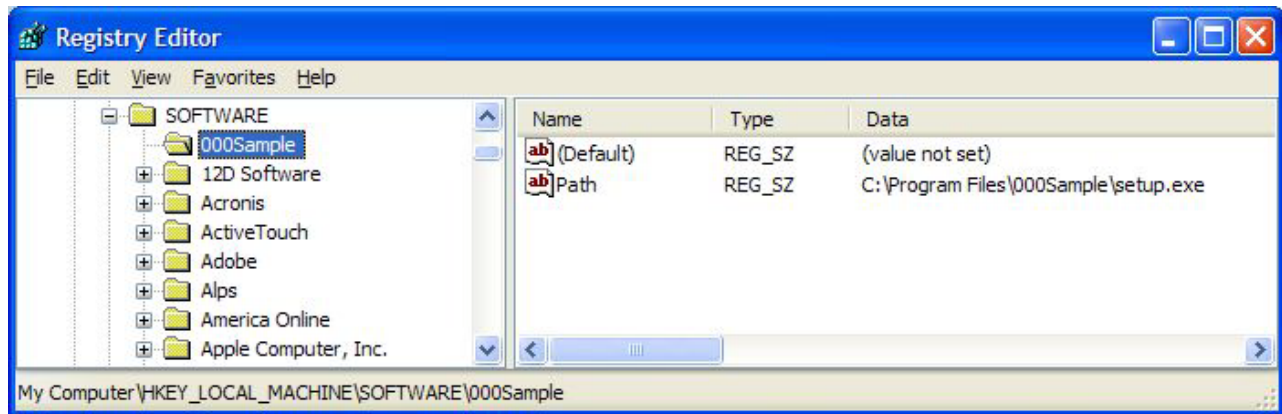 Registry Editor
File Edit View Favorites Help
SOFTWARE
000Sample
12D Software
Acronis
ActiveTouch
Adobe
Alps
America Online
Apple Computer, Inc.
Name Type Data
ab (Default) REG_SZ (value not set)
ab Path REG_SZ C:\Program Files\000Sample\setup.exe
My Computer\HKEY_LOCAL_MACHINE\SOFTWARE\000Sample